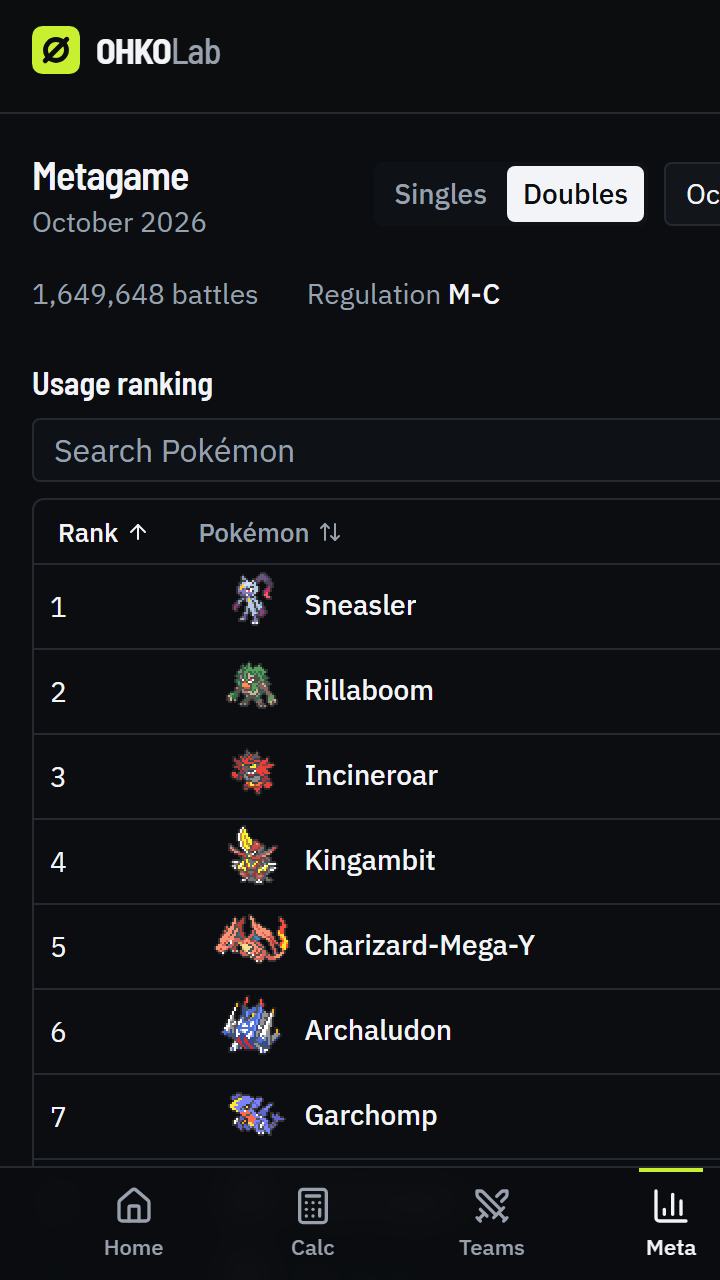 OHKOLab
Metagame
October 2026
Singles Doubles Oc
1,649,648 battles Regulation M-C
Usage ranking
Search Pokémon
Rank Pokémon
1 Sneasler
2 Rillaboom
3 Incineroar
4 Kingambit
5 Charizard-Mega-Y
6 Archaludon
7 Garchomp
Home Calc Teams Meta